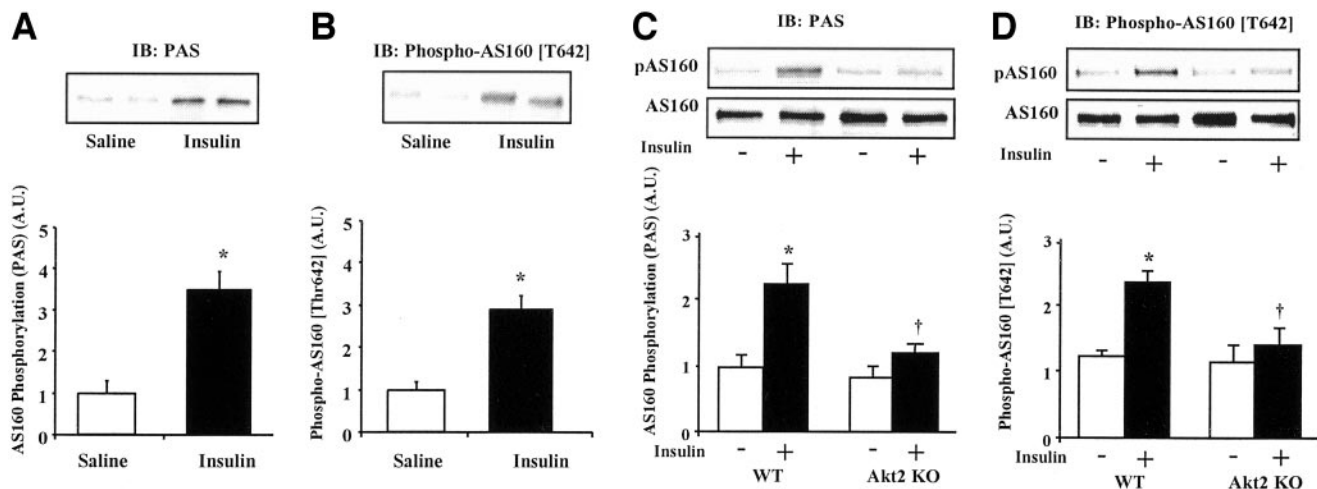 A
IB: PAS
Saline Insulin
AS160 Phosphorylation (PAS) (A.U.)
5
4
3
2
1
0
*
Saline Insulin
B
IB: Phospho-AS160 [T642]
Saline Insulin
Phospho-AS160 [Thr642] (A.U.)
5
4
3
2
1
0
*
Saline Insulin
C
IB: PAS
pAS160
AS160
Insulin - + - +
AS160 Phosphorylation (PAS) (A.U.)
3
2
1
0
*
†
Insulin - + - +
WT Akt2 KO
D
IB: Phospho-AS160 [T642]
pAS160
AS160
Insulin - + - +
Phospho-AS160 [T642] (A.U.)
3
2
1
0
*
†
Insulin - + - +
WT Akt2 KO